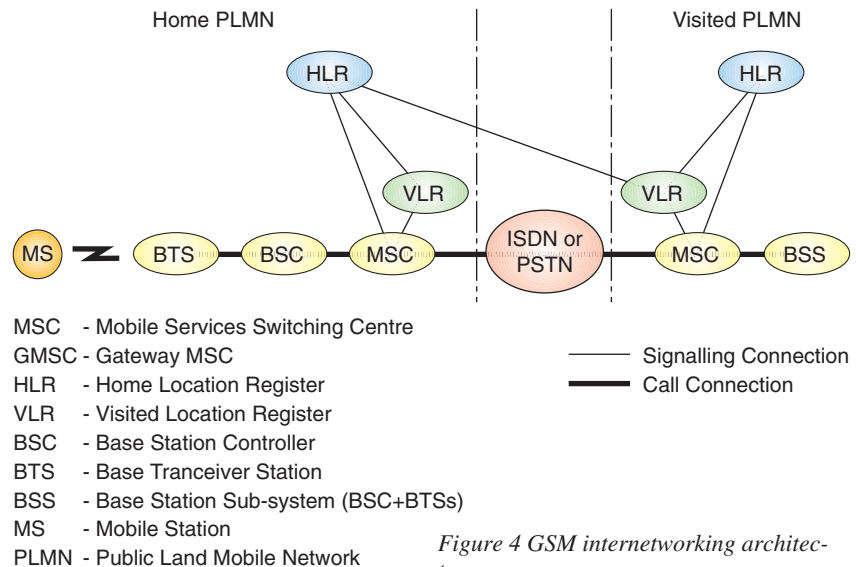 Home PLMN
Visited PLMN
HLR
HLR
VLR
VLR
MS
BTS
BSC
MSC
ISDN or
PSTN
MSC
BSS
MSC - Mobile Services Switching Centre
GMSC - Gateway MSC
HLR - Home Location Register
VLR - Visited Location Register
BSC - Base Station Controller
BTS - Base Tranceiver Station
BSS - Base Station Sub-system (BSC+BTSs)
MS - Mobile Station
PLMN - Public Land Mobile Network
Signalling Connection
Call Connection
Figure 4 GSM internetworking architec-